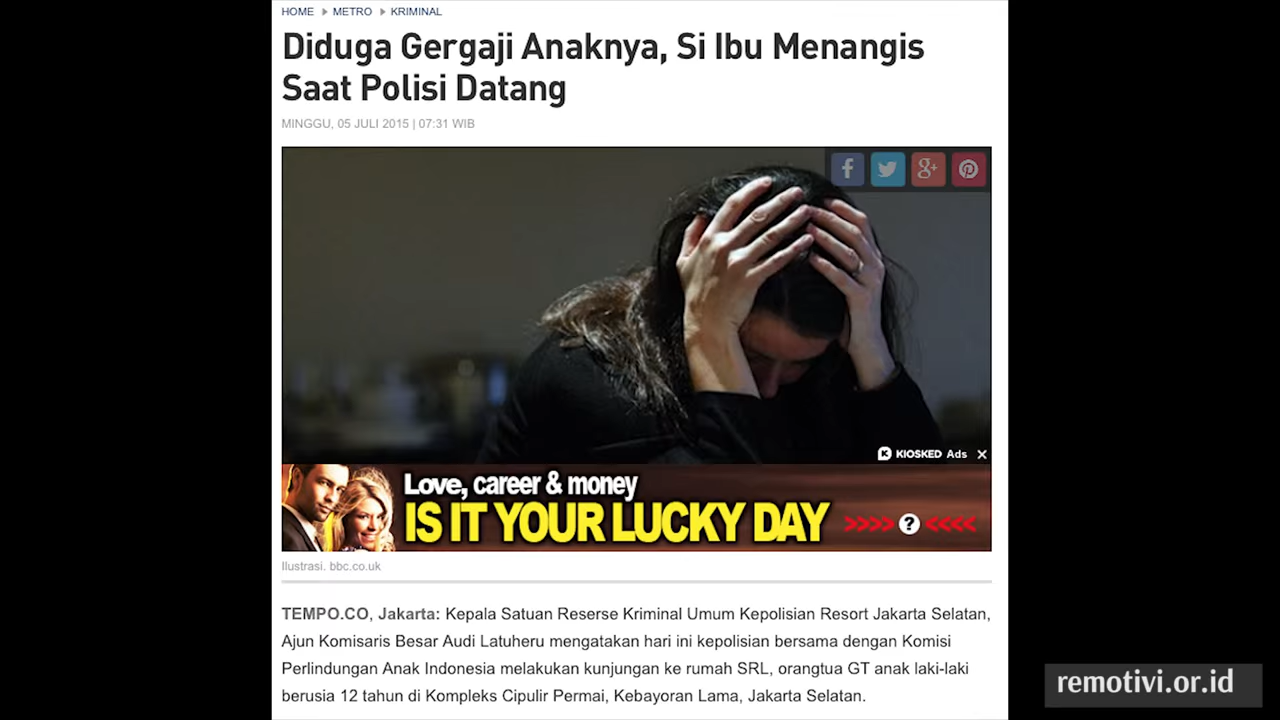 HOME ▶ METRO ▶ KRIMINAL
Diduga Gergaji Anaknya, Si Ibu Menangis
Saat Polisi Datang
MINGGU, 05 JULI 2015 | 07:31 WIB
f g+
KIOSKED Ads ✕
Love, career & money
IS IT YOUR LUCKY DAY >>>> ? <<<<
Ilustrasi. bbc.co.uk
TEMPO.CO, Jakarta: Kepala Satuan Reserse Kriminal Umum Kepolisian Resort Jakarta Selatan,
Ajun Komisaris Besar Audi Latuheru mengatakan hari ini kepolisian bersama dengan Komisi
Perlindungan Anak Indonesia melakukan kunjungan ke rumah SRL, orangtua GT anak laki-laki
berusia 12 tahun di Kompleks Cipulir Permai, Kebayoran Lama, Jakarta Selatan.
remotivi.or.id